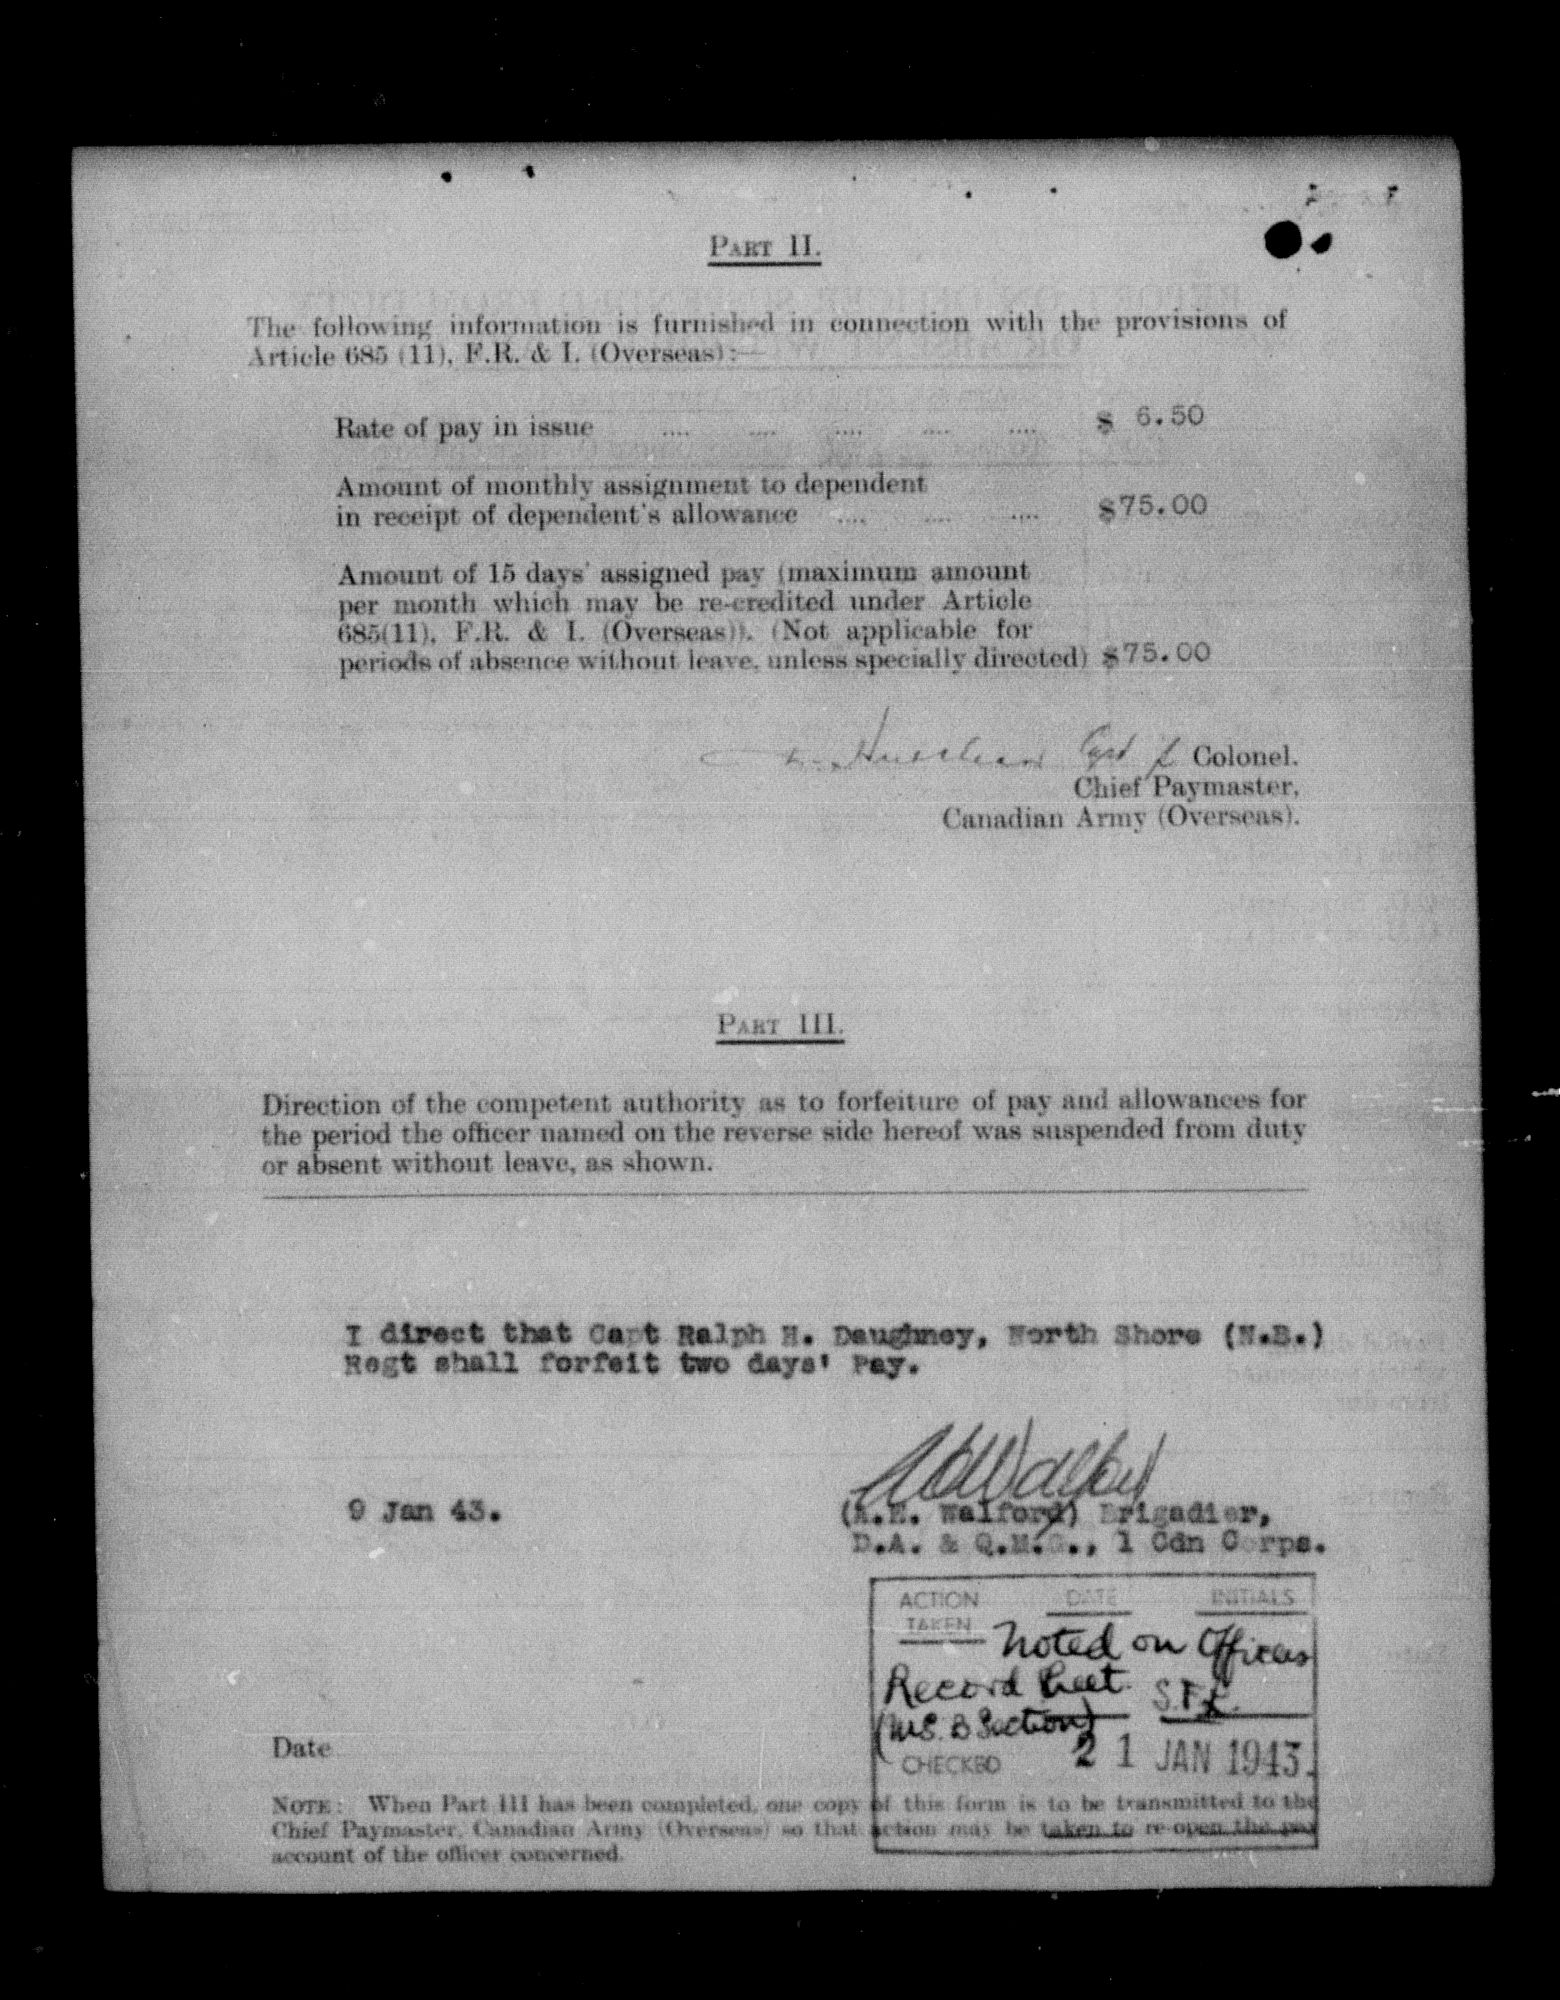 PART II.
The following information is furnished in connection with the provisions of
Article 685 (11), F.R. & I. (Overseas):—
Rate of pay in issue .... .... .... .... .... $ 6.50
Amount of monthly assignment to dependent
in receipt of dependent's allowance .... .... .... $75.00
Amount of 15 days' assigned pay (maximum amount
per month which may be re-credited under Article
685(11), F.R. & I. (Overseas)). (Not applicable for
periods of absence without leave, unless specially directed) $75.00
Capt f Colonel.
Chief Paymaster,
Canadian Army (Overseas).
PART III.
Direction of the competent authority as to forfeiture of pay and allowances for
the period the officer named on the reverse side hereof was suspended from duty
or absent without leave, as shown.
I direct that Capt Ralph H. Daughney, North Shore (N.B.)
Regt shall forfeit two days' Pay.
AEWalford
9 Jan 43.
(A.E. Walford) Brigadier,
D.A. & Q.M.G., 1 Cdn Corps.
ACTION DATE INITIALS
TAKEN
Noted on Officers
Record Sheet.
(W.S.B Section)
CHECKED 21 JAN 1943.
Date
NOTE: When Part III has been completed, one copy of this form is to be transmitted to the
Chief Paymaster, Canadian Army (Overseas) so that action may be taken to re-open the pay
account of the officer concerned.